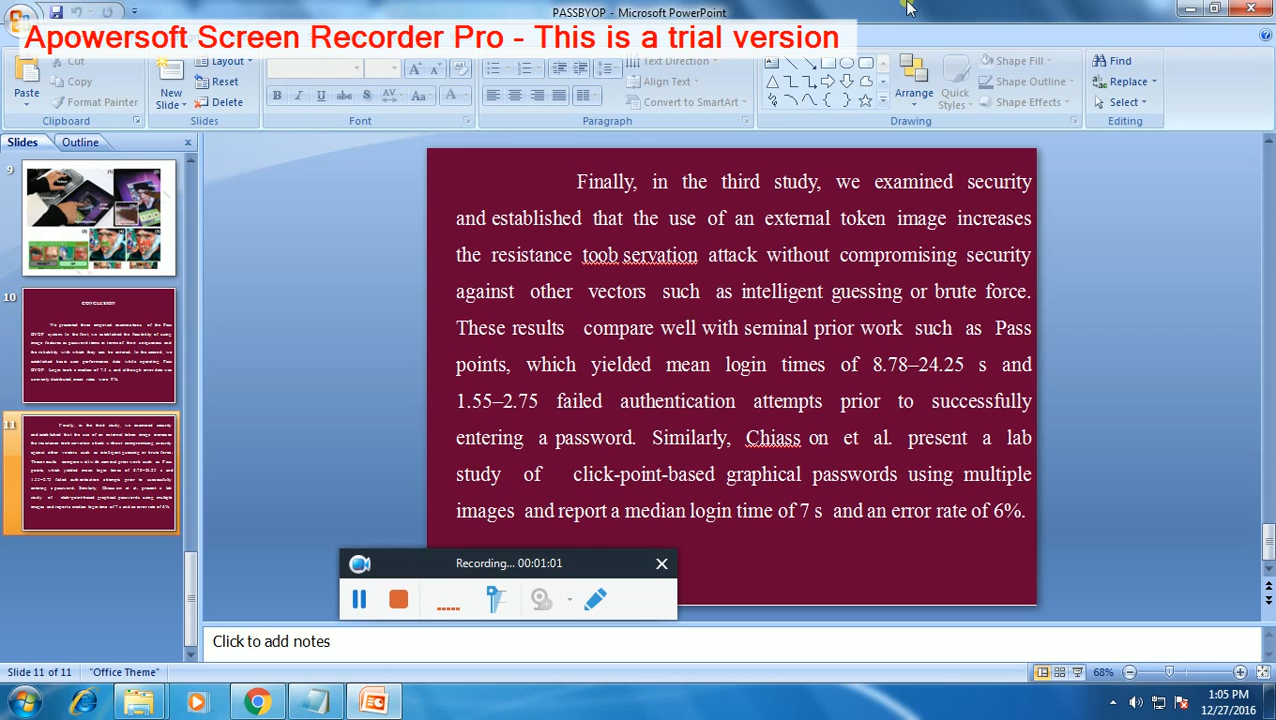 PASSBYOP - Microsoft PowerPoint
Apowersoft Screen Recorder Pro - This is a trial version
Paste
Cut
Copy
Format Painter
Clipboard
New Slide
Layout
Reset
Delete
Slides
B I U abc S AV Aa A
Font
Text Direction
Align Text
Convert to SmartArt
Paragraph
Arrange
Quick Styles
Shape Fill
Shape Outline
Shape Effects
Drawing
Find
Replace
Select
Editing
Slides Outline
9
10
CONCLUSION
11
Finally, in the third study, we examined security
and established that the use of an external token image increases
the resistance toob servation attack without compromising security
against other vectors such as intelligent guessing or brute force.
These results compare well with seminal prior work such as Pass
points, which yielded mean login times of 8.78–24.25 s and
1.55–2.75 failed authentication attempts prior to successfully
entering a password. Similarly, Chiass on et al. present a lab
study of click-point-based graphical passwords using multiple
images and report a median login time of 7 s and an error rate of 6%.
Recording... 00:01:01
Click to add notes
Slide 11 of 11
"Office Theme"
68%
1:05 PM
12/27/2016